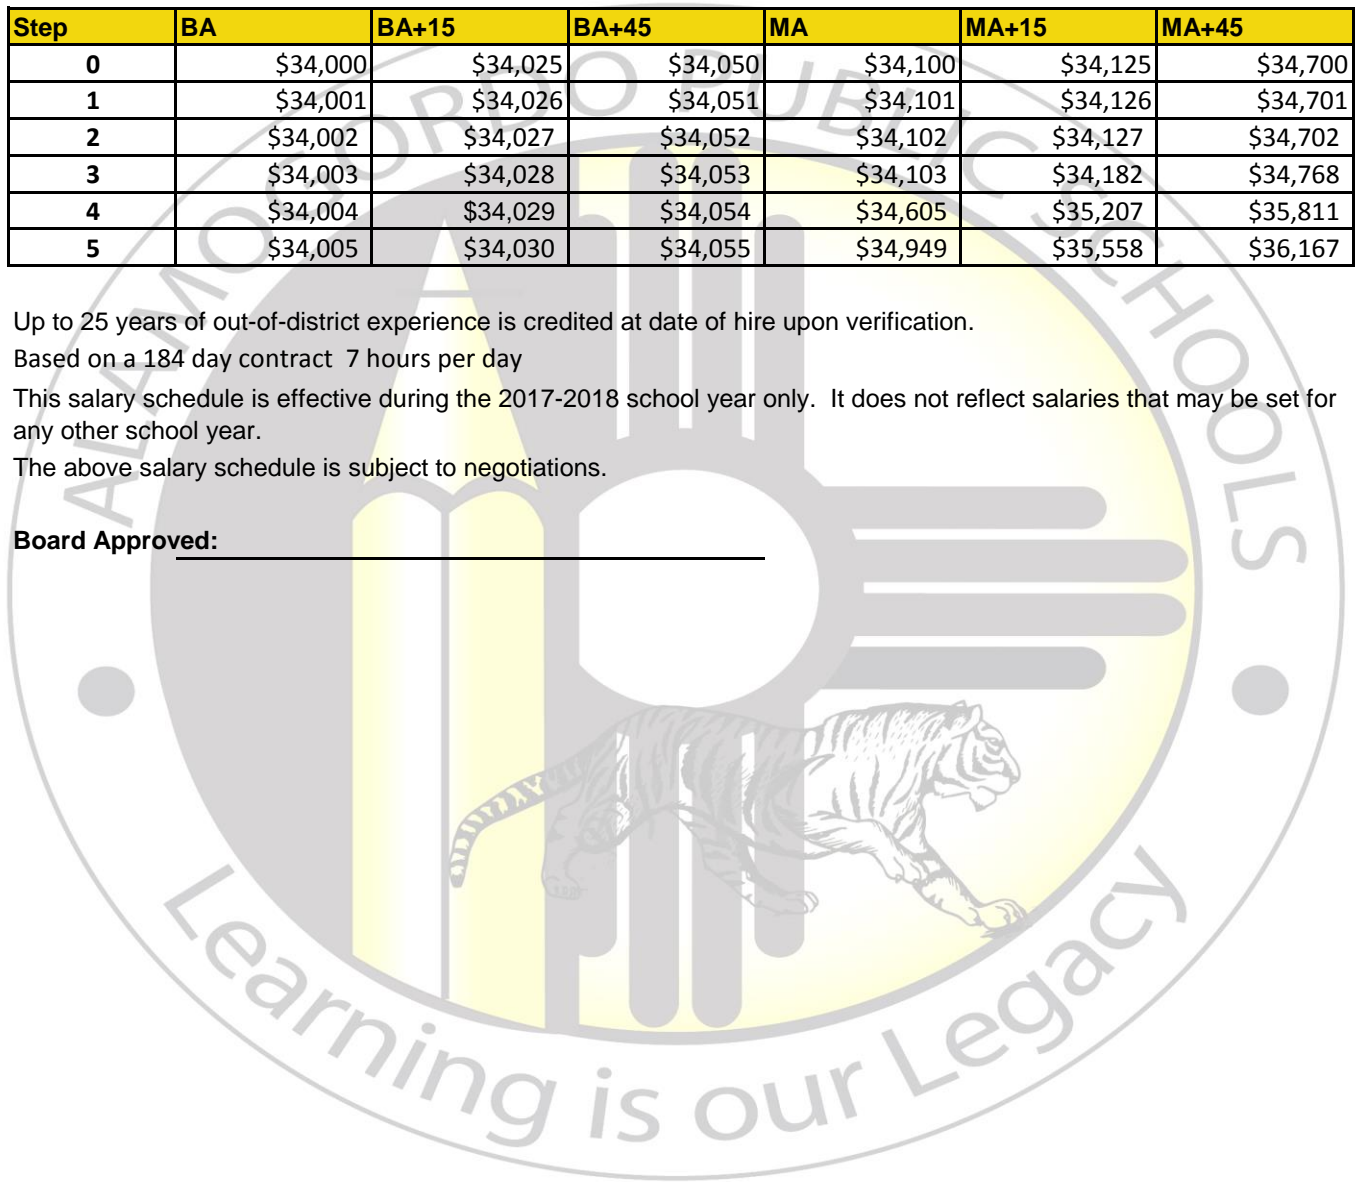 Step BA BA+15 BA+45 MA MA+15 MA+45
0 $34,000 $34,025 $34,050 $34,100 $34,125 $34,700
1 $34,001 $34,026 $34,051 $34,101 $34,126 $34,701
2 $34,002 $34,027 $34,052 $34,102 $34,127 $34,702
3 $34,003 $34,028 $34,053 $34,103 $34,182 $34,768
4 $34,004 $34,029 $34,054 $34,605 $35,207 $35,811
5 $34,005 $34,030 $34,055 $34,949 $35,558 $36,167
Up to 25 years of out-of-district experience is credited at date of hire upon verification.
Based on a 184 day contract  7 hours per day
This salary schedule is effective during the 2017-2018 school year only.  It does not reflect salaries that may be set for
any other school year.
The above salary schedule is subject to negotiations.
Board Approved:
ALAMOGORDO PUBLIC SCHOOLS
Learning is our Legacy